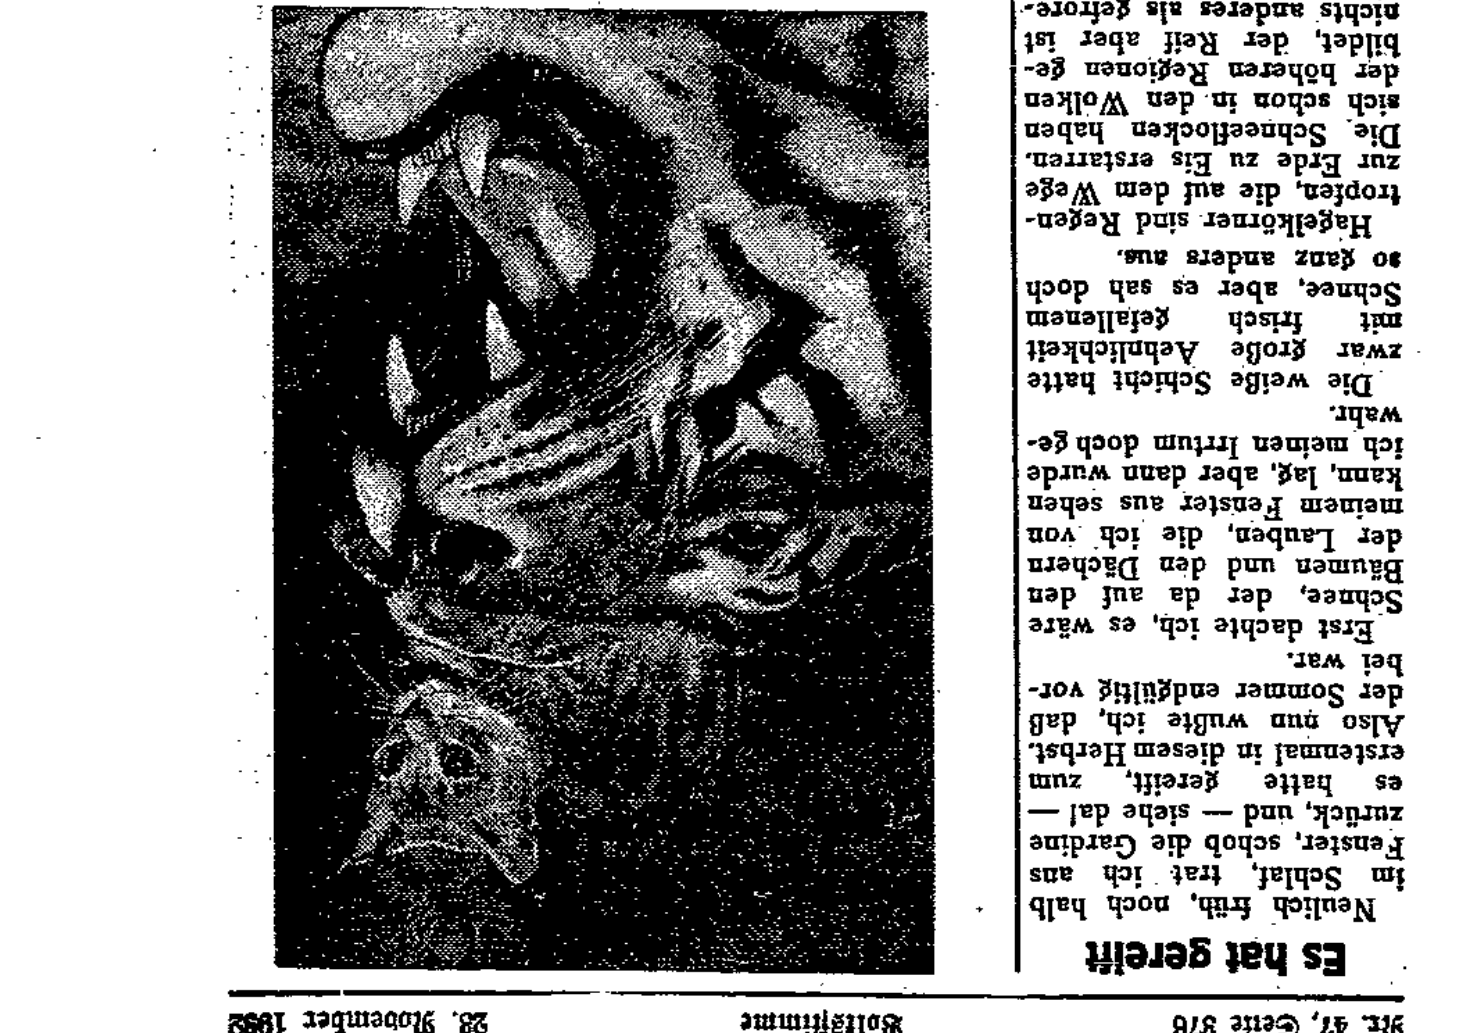 Nr. 47, Seite
Volksstimme
November
Es hat gereift
Neulich früh, noch halb
im Schlaf, trat ich ans
Fenster, schob die Gardine
zurück, und — siehe da! —
es hatte gereift, zum
erstenmal in diesem Herbst.
Also nun wußte ich, daß
der Sommer endgültig vor-
bei war.
Erst dachte ich, es wäre
Schnee, der da auf den
Bäumen und den Dächern
der Lauben, die ich von
meinem Fenster aus sehen
kann, lag, aber dann wurde
ich meinen Irrtum doch ge-
wahr.
Die weiße Schicht hatte
zwar große Aehnlichkeit
mit frisch gefallenem
Schnee, aber es sah doch
so ganz anders aus.
Hagelkörner sind Regen-
tropfen, die auf dem Wege
zur Erde zu Eis erstarren.
Die Schneeflocken haben
sich schon in den Wolken
der höheren Regionen ge-
bildet, der Reif aber ist
nichts anderes als gefrore-